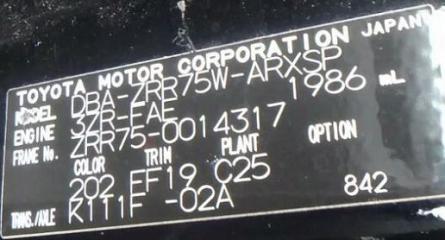 TOYOTA MOTOR CORPORATION JAPAN
MODEL DBA-ZRR75W-ARXSP
ENGINE 3ZR-FAE 1986 mL
FRAME No. ZRR75-0014317
COLOR TRIM PLANT OPTION
202 FF19 C25
TRANS./AXLE K111F -02A 842